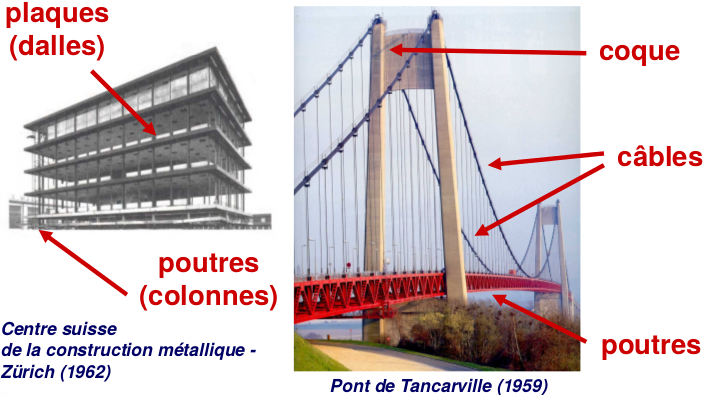 plaques
(dalles)
poutres
(colonnes)
Centre suisse
de la construction métallique -
Zürich (1962)
coque
câbles
poutres
Pont de Tancarville (1959)